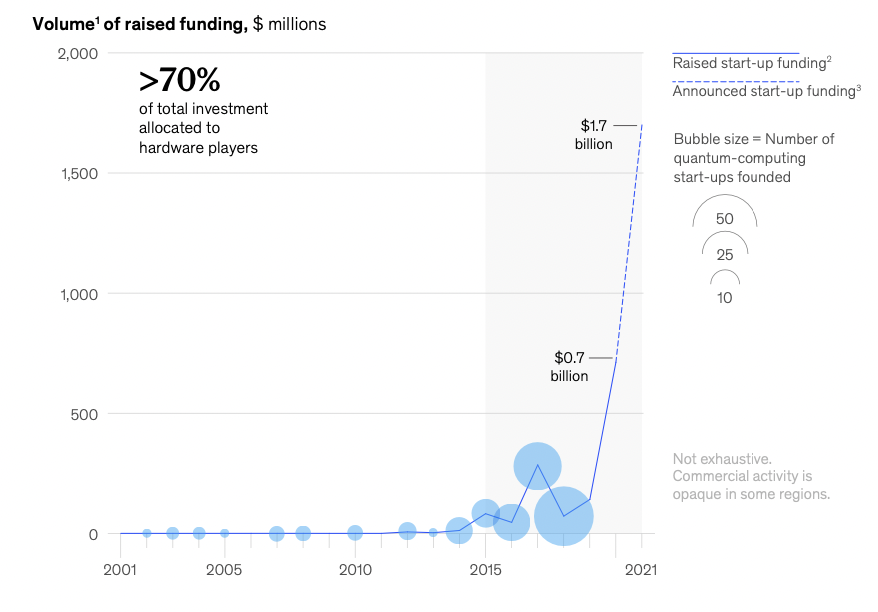 Volume¹ of raised funding, $ millions
2,000
>70%
of total investment
allocated to
hardware players
1,500
1,000
500
0
$1.7
billion
$0.7
billion
2001
2005
2010
2015
2021
Raised start-up funding²
Announced start-up funding³
Bubble size = Number of
quantum-computing
start-ups founded
50
25
10
Not exhaustive.
Commercial activity is
opaque in some regions.